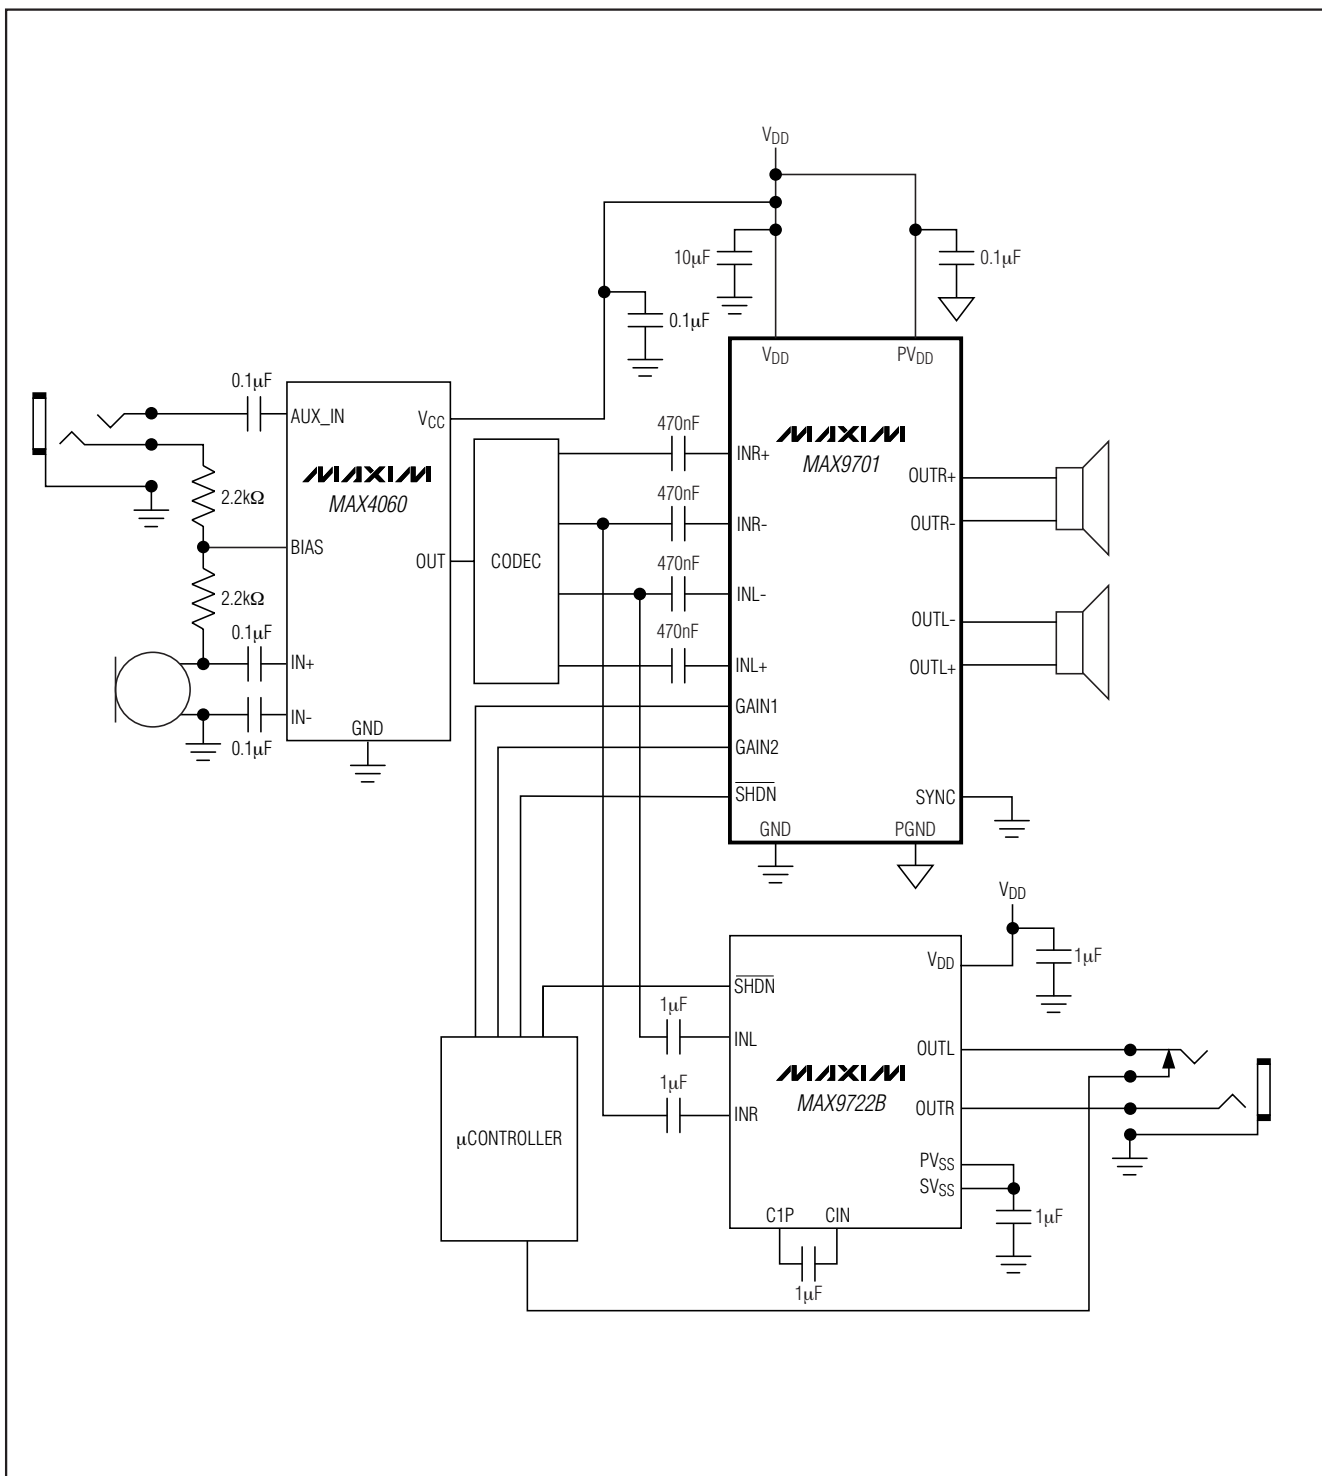 VDD
10µF
0.1µF
0.1µF
VDD
PVDD
0.1µF
AUX_IN
VCC
MAXIM
MAX4060
2.2kΩ
BIAS
OUT
2.2kΩ
0.1µF
IN+
IN-
0.1µF
GND
CODEC
470nF
470nF
470nF
470nF
INR+
MAXIM
MAX9701
INR-
INL-
INL+
OUTR+
OUTR-
OUTL-
OUTL+
GAIN1
GAIN2
S̅H̅D̅N̅
SYNC
GND
PGND
VDD
1µF
VDD
S̅H̅D̅N̅
1µF
INL
OUTL
MAXIM
MAX9722B
1µF
INR
OUTR
µCONTROLLER
PVSS
SVSS
1µF
C1P
CIN
1µF